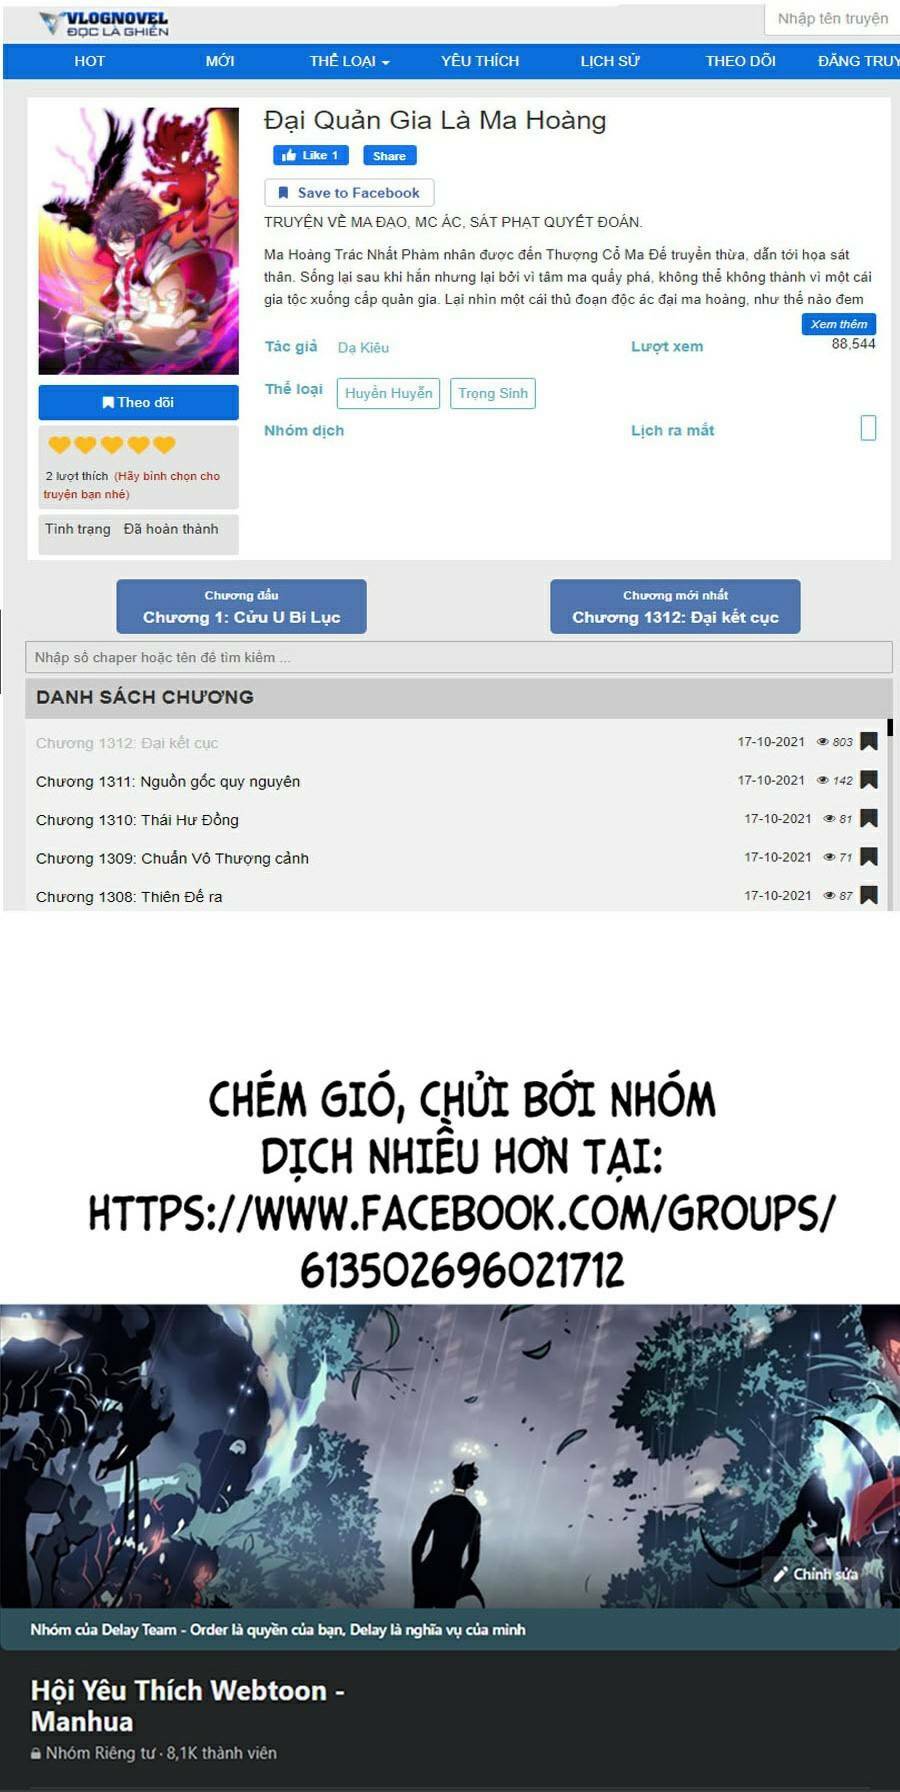 VLOGNOVEL
ĐỌC LÀ GHIỀN
Nhập tên truyện
HOT MỚI THỂ LOẠI YÊU THÍCH LỊCH SỬ THEO DÕI ĐĂNG TRUY
Đại Quản Gia Là Ma Hoàng
Like 1 Share
Save to Facebook
TRUYỆN VỀ MA ĐẠO, MC ÁC, SÁT PHẠT QUYẾT ĐOÁN.
Ma Hoàng Trác Nhất Phàm nhân được đến Thượng Cổ Ma Đế truyền thừa, dẫn tới họa sát
thân. Sống lại sau khi hắn nhưng lại bởi vì tâm ma quấy phá, không thể không thành vi một cái
gia tộc xuống cấp quản gia. Lại nhìn một cái thủ đoạn độc ác đại ma hoàng, như thế nào đem
Xem thêm
Tác giả Dạ Kiêu Lượt xem 88,544
Thể loại Huyền Huyễn Trọng Sinh
Nhóm dịch Lịch ra mắt
Theo dõi
2 lượt thích (Hãy bình chọn cho
truyện bạn nhé)
Tình trạng Đã hoàn thành
Chương đầu
Chương 1: Cửu U Bí Lục
Chương mới nhất
Chương 1312: Đại kết cục
Nhập số chaper hoặc tên để tìm kiếm ...
DANH SÁCH CHƯƠNG
Chương 1312: Đại kết cục 17-10-2021 803
Chương 1311: Nguồn gốc quy nguyên 17-10-2021 142
Chương 1310: Thái Hư Đồng 17-10-2021 81
Chương 1309: Chuẩn Vô Thượng cảnh 17-10-2021 71
Chương 1308: Thiên Đế ra 17-10-2021 87
CHÉM GIÓ, CHỬI BỚI NHÓM
DỊCH NHIỀU HƠN TẠI:
HTTPS://WWW.FACEBOOK.COM/GROUPS/
613502696021712
Chỉnh sửa
Nhóm của Delay Team - Order là quyền của bạn, Delay là nghĩa vụ của mình
Hội Yêu Thích Webtoon -
Manhua
Nhóm Riêng tư · 8,1K thành viên